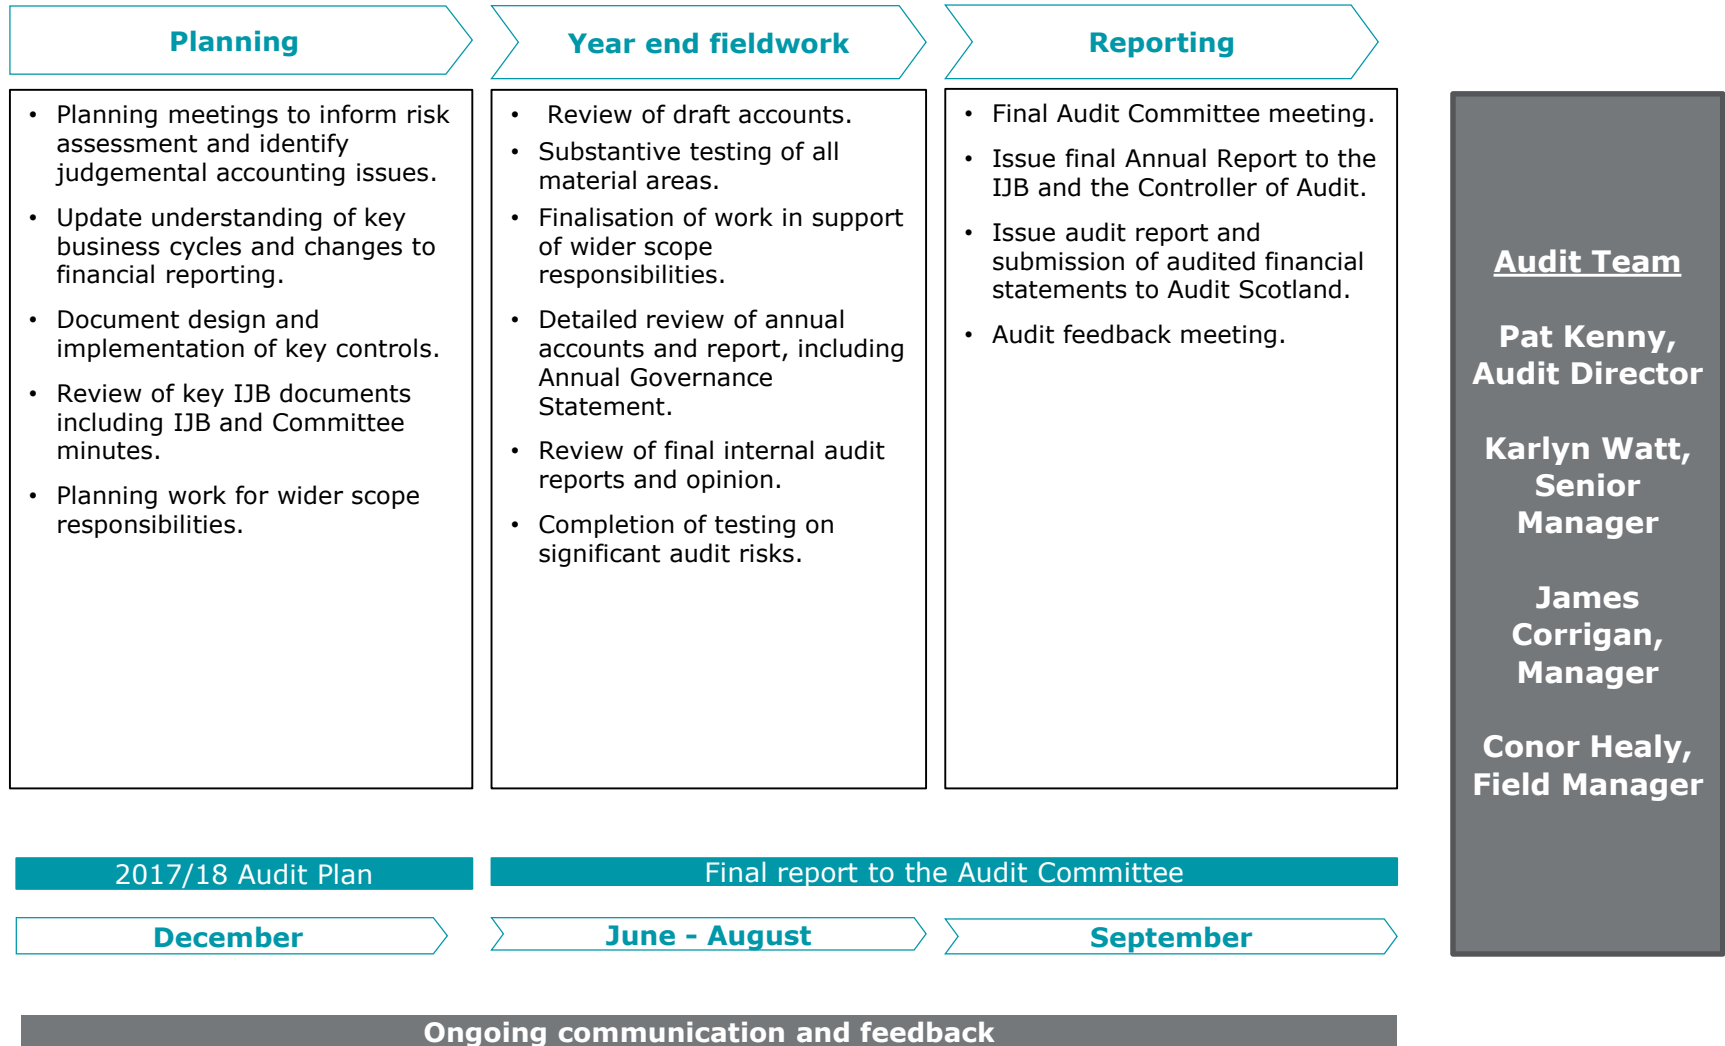 Planning
Year end fieldwork
Reporting
• Planning meetings to inform risk
assessment and identify
judgemental accounting issues.
• Update understanding of key
business cycles and changes to
financial reporting.
• Document design and
implementation of key controls.
• Review of key IJB documents
including IJB and Committee
minutes.
• Planning work for wider scope
responsibilities.
• Review of draft accounts.
• Substantive testing of all
material areas.
• Finalisation of work in support
of wider scope
responsibilities.
• Detailed review of annual
accounts and report, including
Annual Governance
Statement.
• Review of final internal audit
reports and opinion.
• Completion of testing on
significant audit risks.
• Final Audit Committee meeting.
• Issue final Annual Report to the
IJB and the Controller of Audit.
• Issue audit report and
submission of audited financial
statements to Audit Scotland.
• Audit feedback meeting.
Audit Team
Pat Kenny,
Audit Director
Karlyn Watt,
Senior
Manager
James
Corrigan,
Manager
Conor Healy,
Field Manager
2017/18 Audit Plan
Final report to the Audit Committee
December
June - August
September
Ongoing communication and feedback